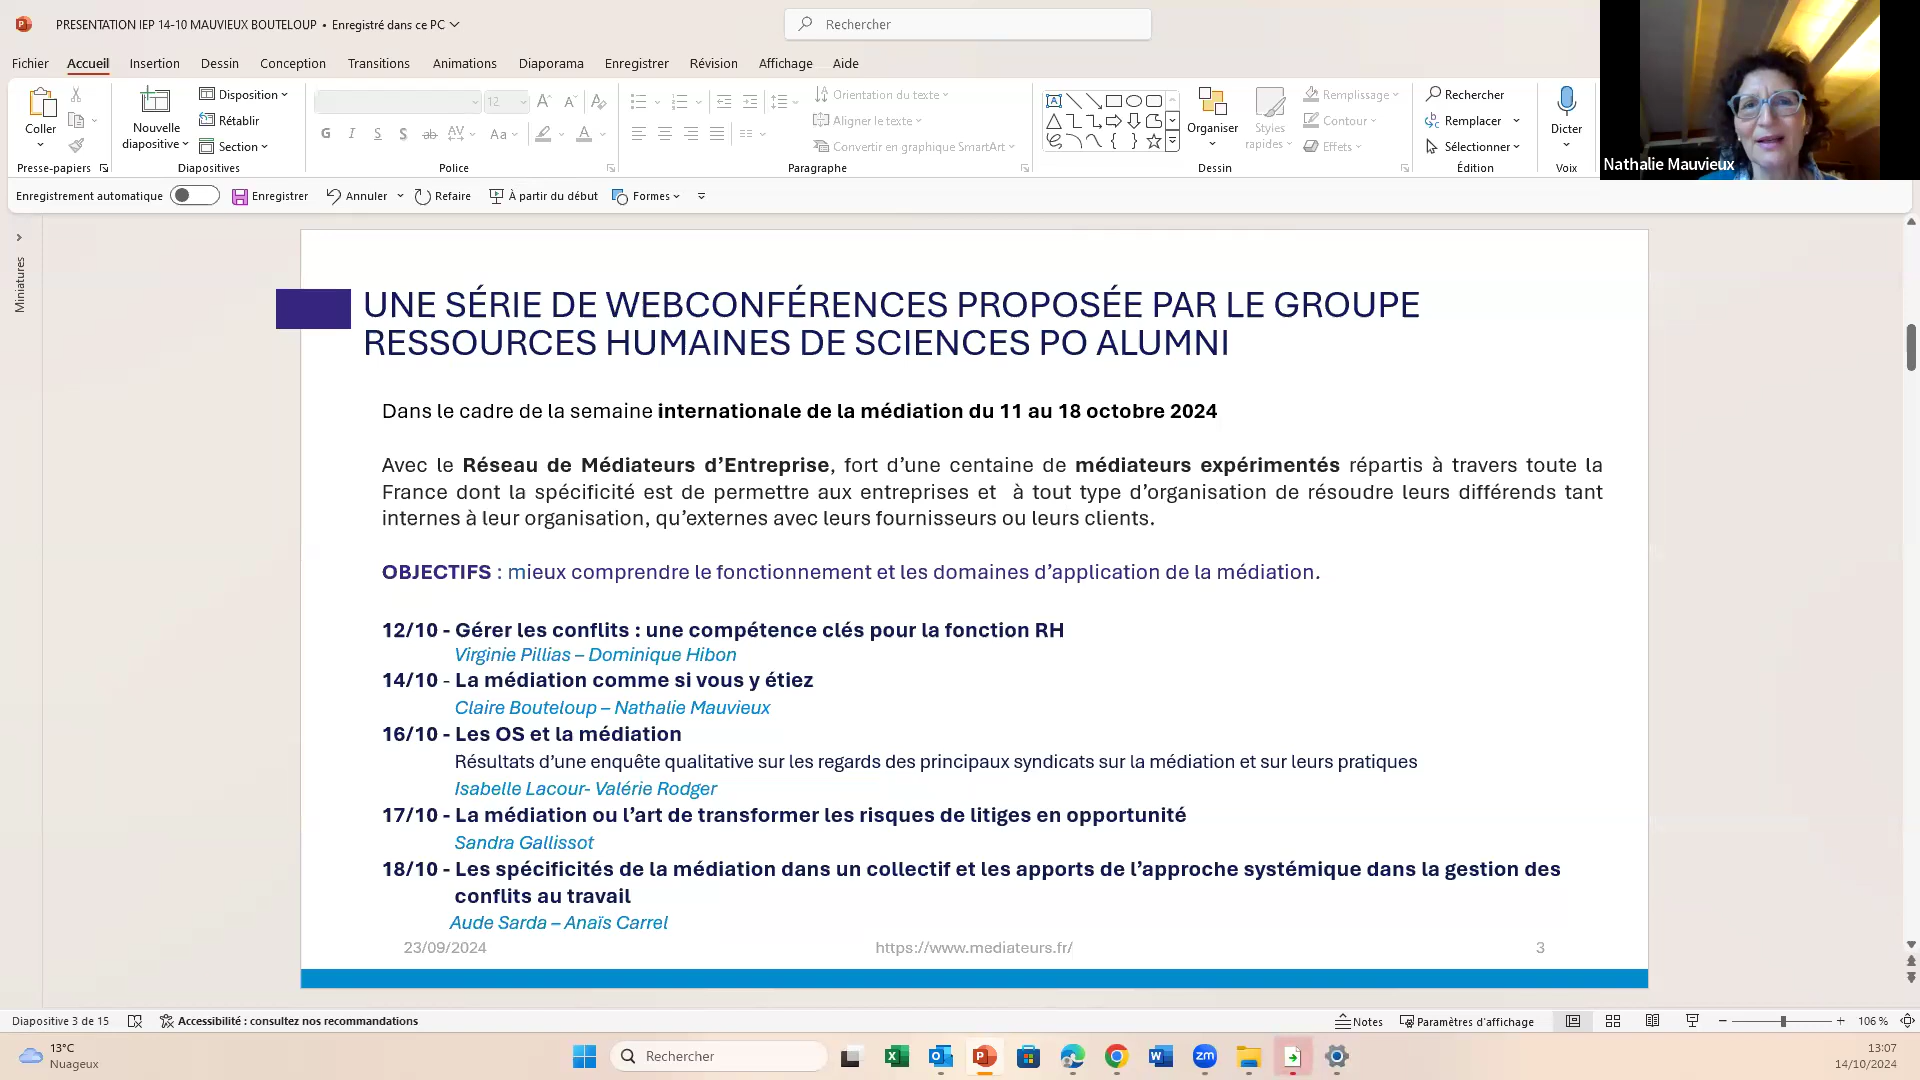 PRESENTATION IEP 14-10 MAUVIEUX BOUTELOUP • Enregistré dans ce PC
Rechercher
Fichier Accueil Insertion Dessin Conception Transitions Animations Diaporama Enregistrer Révision Affichage Aide
Coller
Nouvelle diapositive
Disposition
Rétablir
Section
12
G I S S ab AV Aa A
Orientation du texte
Aligner le texte
Convertir en graphique SmartArt
Organiser
Styles rapides
Remplissage
Contour
Effets
Rechercher
Remplacer
Sélectionner
Dicter
Presse-papiers Diapositives Police Paragraphe Dessin Édition Voix
Nathalie Mauvieux
Enregistrement automatique Enregistrer Annuler Refaire À partir du début Formes
Miniatures
UNE SÉRIE DE WEBCONFÉRENCES PROPOSÉE PAR LE GROUPE
RESSOURCES HUMAINES DE SCIENCES PO ALUMNI
Dans le cadre de la semaine internationale de la médiation du 11 au 18 octobre 2024
Avec le Réseau de Médiateurs d’Entreprise, fort d’une centaine de médiateurs expérimentés répartis à travers toute la
France dont la spécificité est de permettre aux entreprises et à tout type d’organisation de résoudre leurs différends tant
internes à leur organisation, qu’externes avec leurs fournisseurs ou leurs clients.
OBJECTIFS : mieux comprendre le fonctionnement et les domaines d’application de la médiation.
12/10 - Gérer les conflits : une compétence clés pour la fonction RH
Virginie Pillias – Dominique Hibon
14/10 - La médiation comme si vous y étiez
Claire Bouteloup – Nathalie Mauvieux
16/10 - Les OS et la médiation
Résultats d’une enquête qualitative sur les regards des principaux syndicats sur la médiation et sur leurs pratiques
Isabelle Lacour- Valérie Rodger
17/10 - La médiation ou l’art de transformer les risques de litiges en opportunité
Sandra Gallissot
18/10 - Les spécificités de la médiation dans un collectif et les apports de l’approche systémique dans la gestion des
conflits au travail
Aude Sarda – Anaïs Carrel
23/09/2024 https://www.mediateurs.fr/ 3
Diapositive 3 de 15 Accessibilité : consultez nos recommandations Notes Paramètres d'affichage 106 %
13°C
Nuageux
Rechercher
zm
13:07
14/10/2024